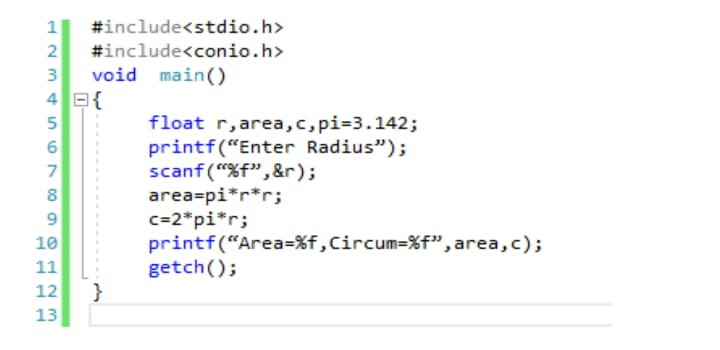 1 #include<stdio.h>
2 #include<conio.h>
3 void  main()
4 {
5 float r,area,c,pi=3.142;
6 printf(“Enter Radius”);
7 scanf(“%f”,&r);
8 area=pi*r*r;
9 c=2*pi*r;
10 printf(“Area=%f,Circum=%f”,area,c);
11 getch();
12 }
13